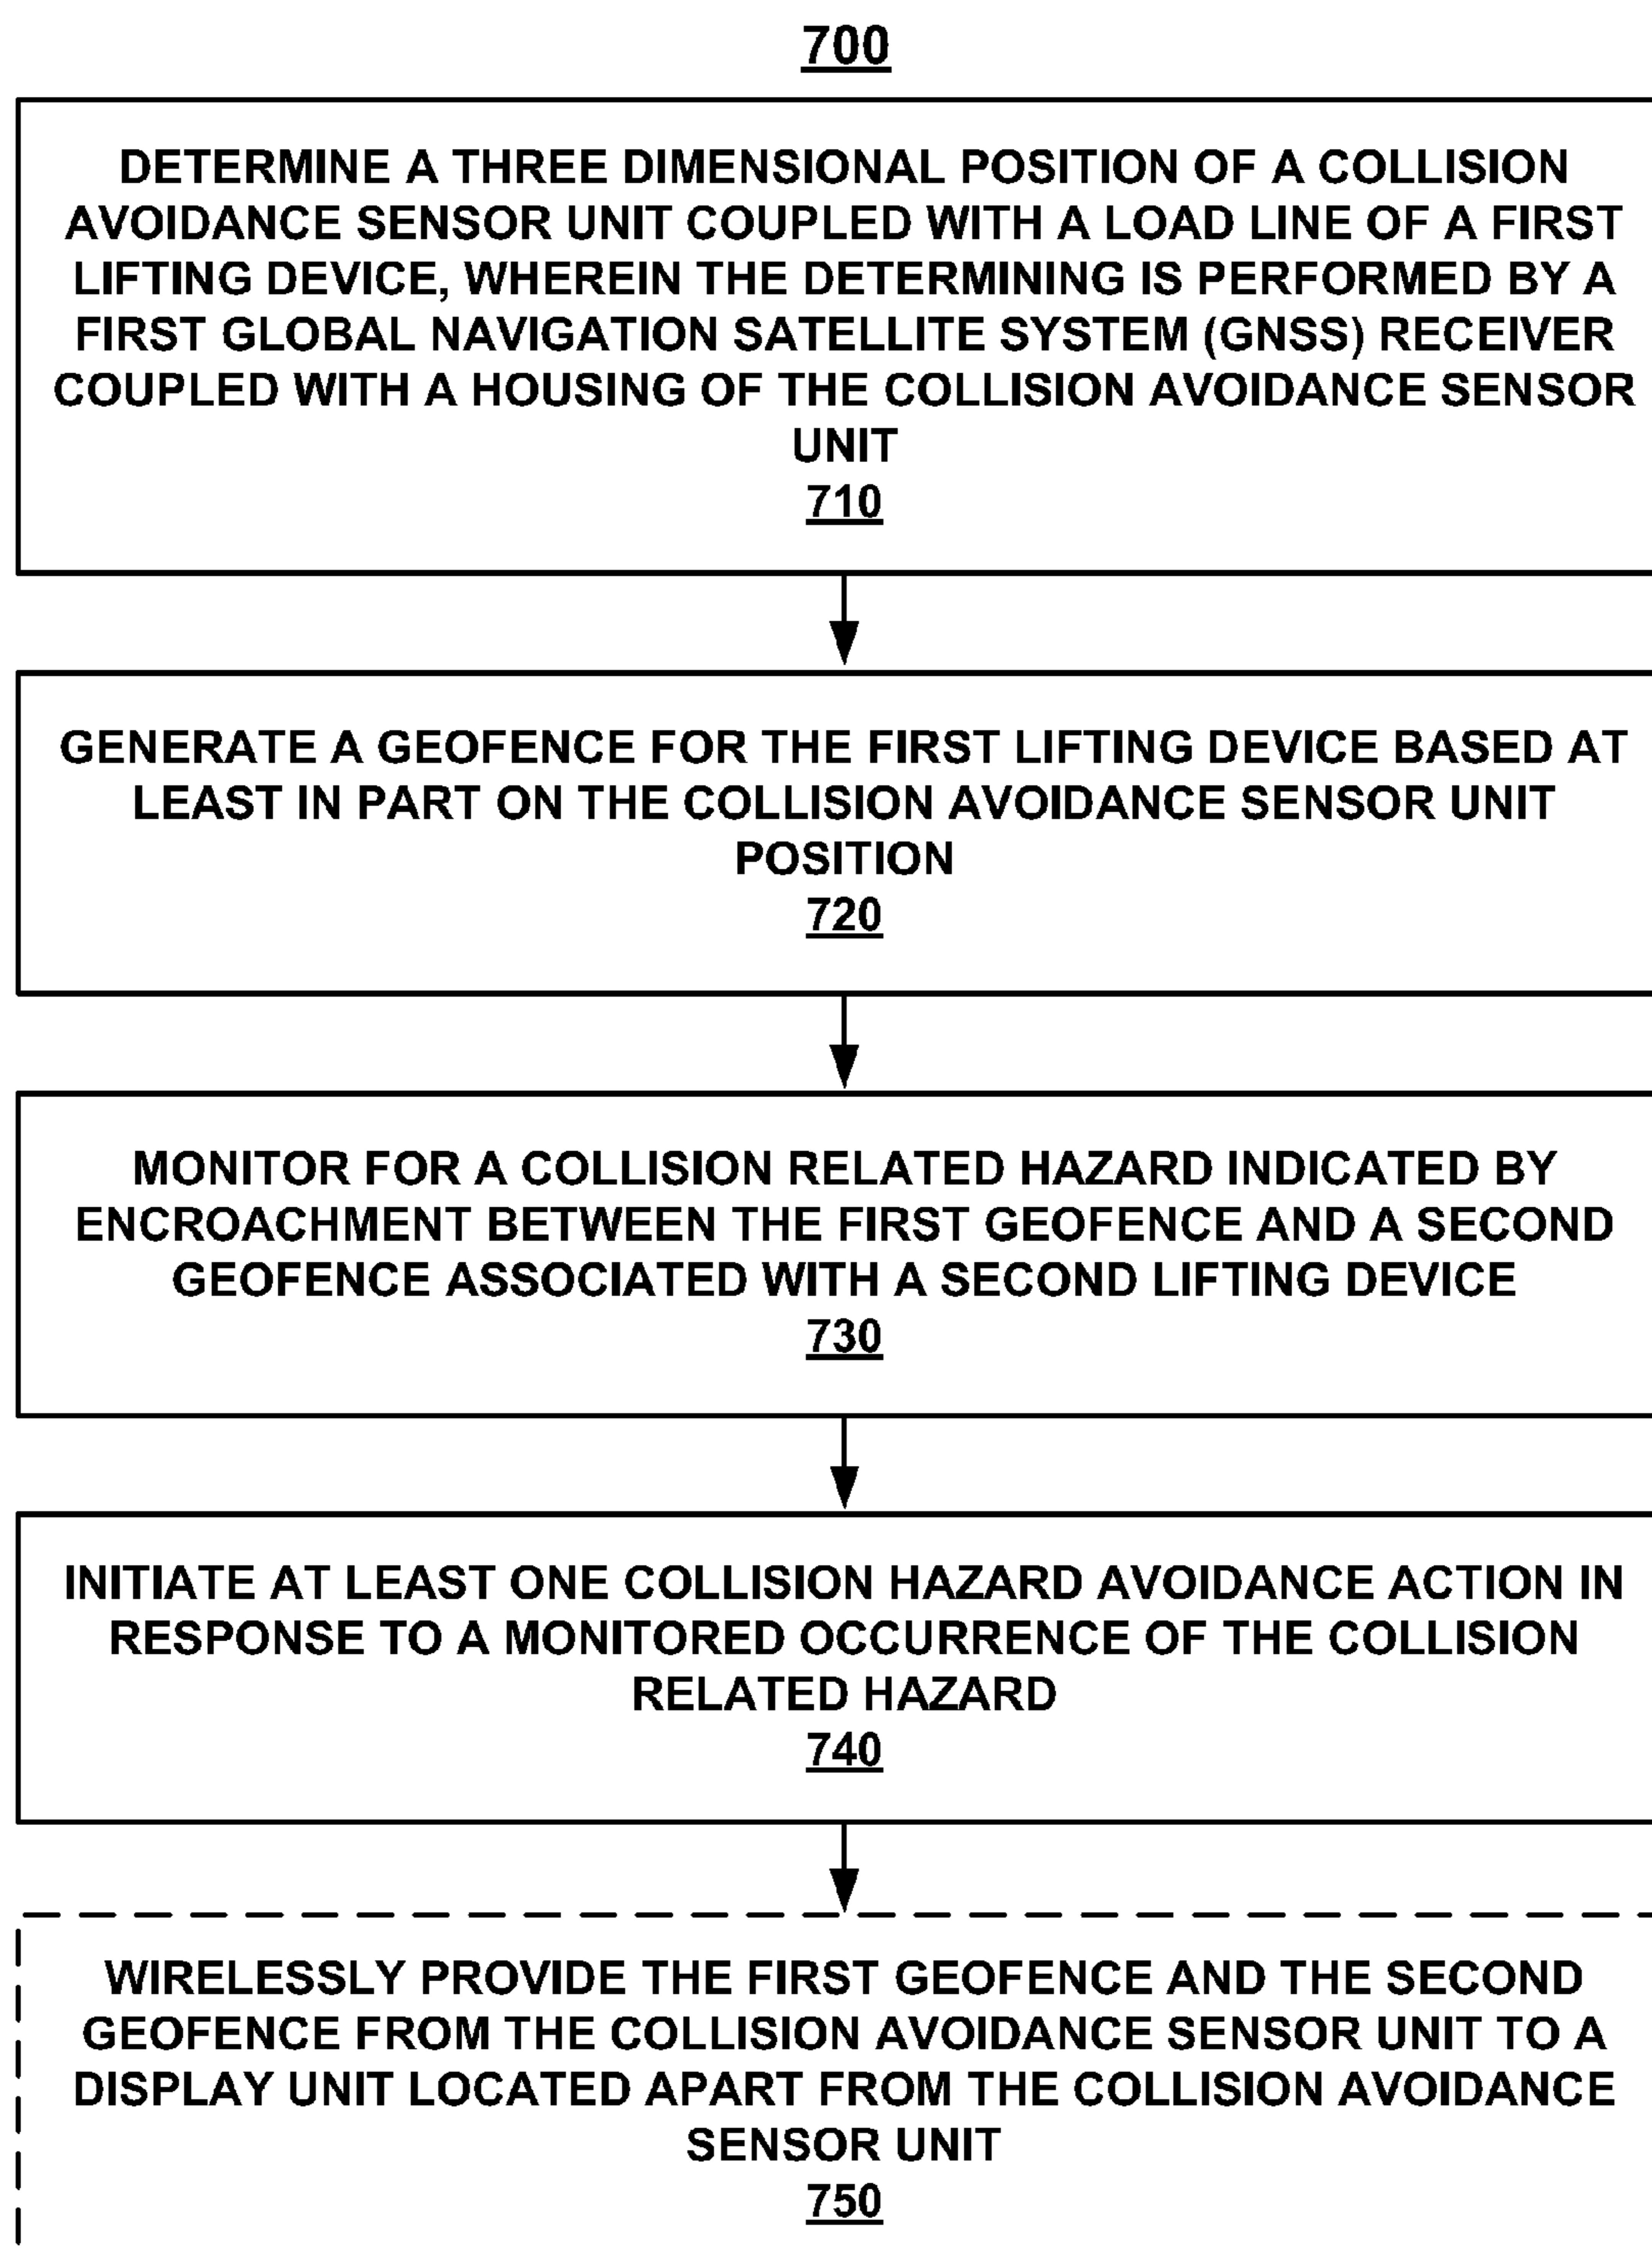 700
DETERMINE A THREE DIMENSIONAL POSITION OF A COLLISION
AVOIDANCE SENSOR UNIT COUPLED WITH A LOAD LINE OF A FIRST
LIFTING DEVICE, WHEREIN THE DETERMINING IS PERFORMED BY A
FIRST GLOBAL NAVIGATION SATELLITE SYSTEM (GNSS) RECEIVER
COUPLED WITH A HOUSING OF THE COLLISION AVOIDANCE SENSOR
UNIT
710
GENERATE A GEOFENCE FOR THE FIRST LIFTING DEVICE BASED AT
LEAST IN PART ON THE COLLISION AVOIDANCE SENSOR UNIT
POSITION
720
MONITOR FOR A COLLISION RELATED HAZARD INDICATED BY
ENCROACHMENT BETWEEN THE FIRST GEOFENCE AND A SECOND
GEOFENCE ASSOCIATED WITH A SECOND LIFTING DEVICE
730
INITIATE AT LEAST ONE COLLISION HAZARD AVOIDANCE ACTION IN
RESPONSE TO A MONITORED OCCURRENCE OF THE COLLISION
RELATED HAZARD
740
WIRELESSLY PROVIDE THE FIRST GEOFENCE AND THE SECOND
GEOFENCE FROM THE COLLISION AVOIDANCE SENSOR UNIT TO A
DISPLAY UNIT LOCATED APART FROM THE COLLISION AVOIDANCE
SENSOR UNIT
750